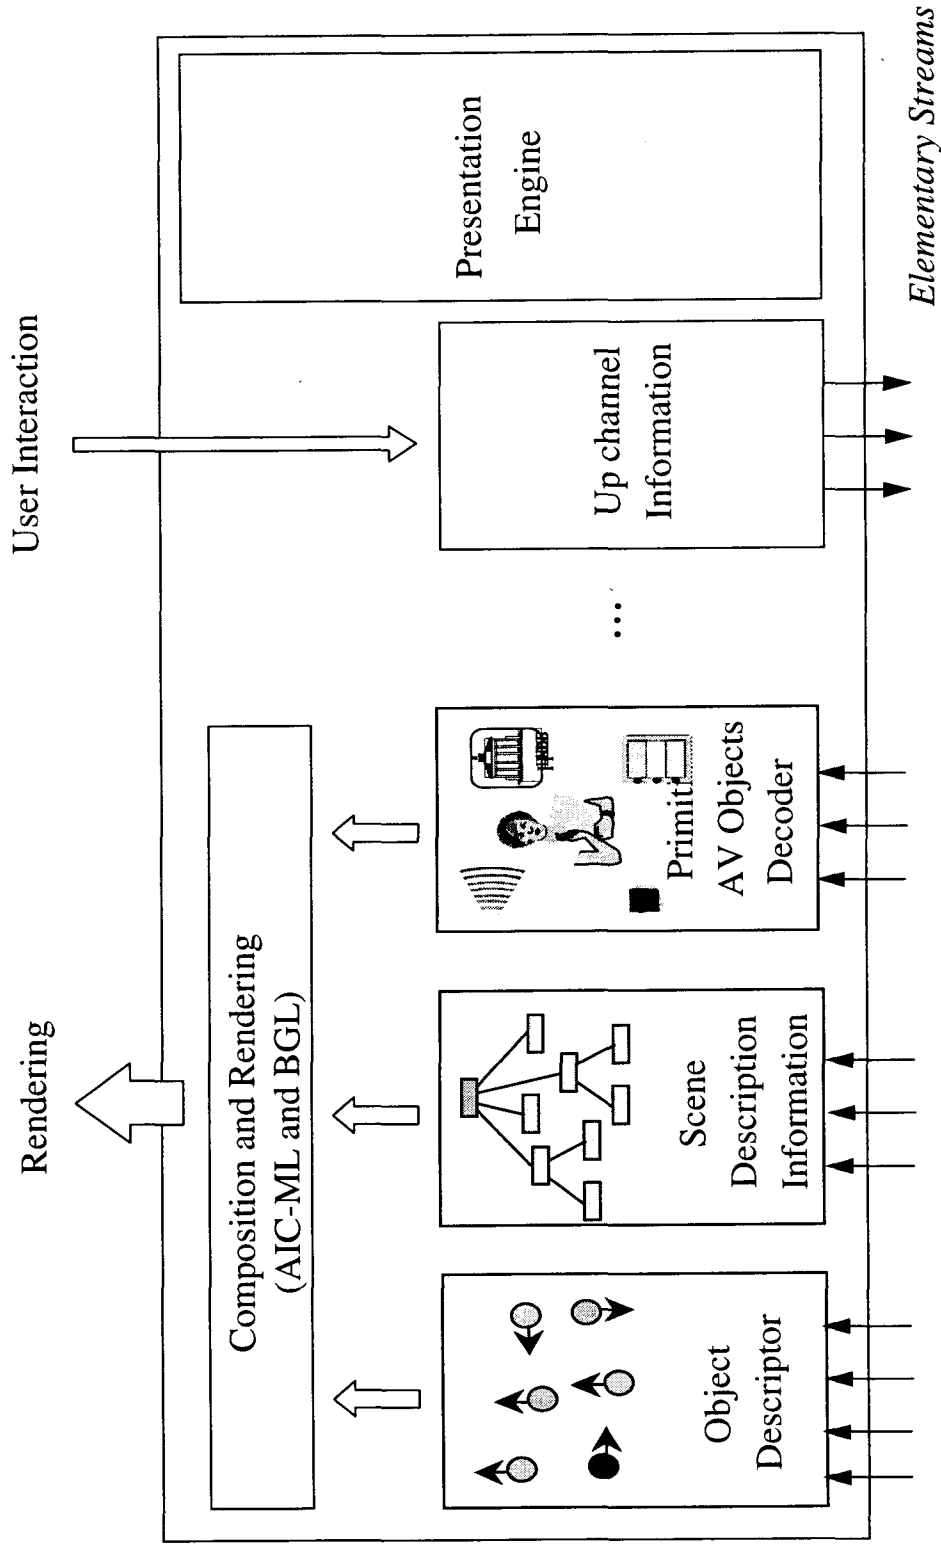 Rendering
User Interaction
Composition and Rendering
(AIC-ML and BGL)
Object
Descriptor
Scene
Description
Information
Primiti
AV Objects
Decoder
...
Up channel
Information
Presentation
Engine
Elementary Streams